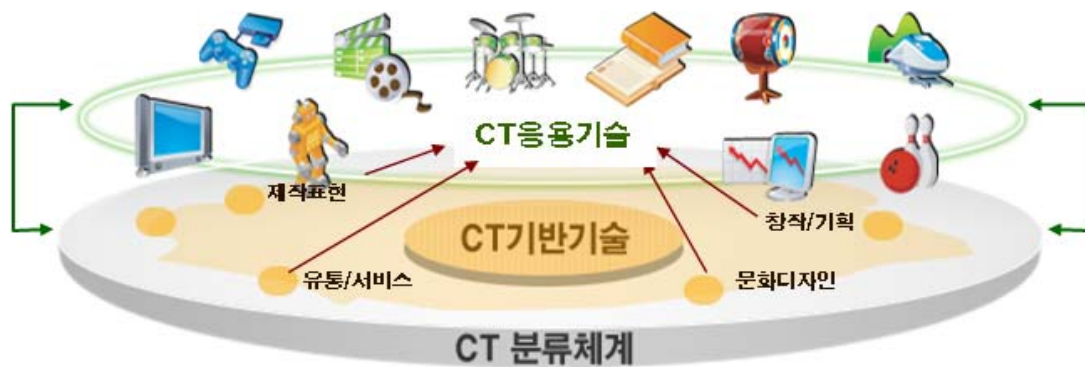 CT응용기술
제작표현
창작/기획
CT기반기술
유통/서비스
문화디자인
CT 분류체계